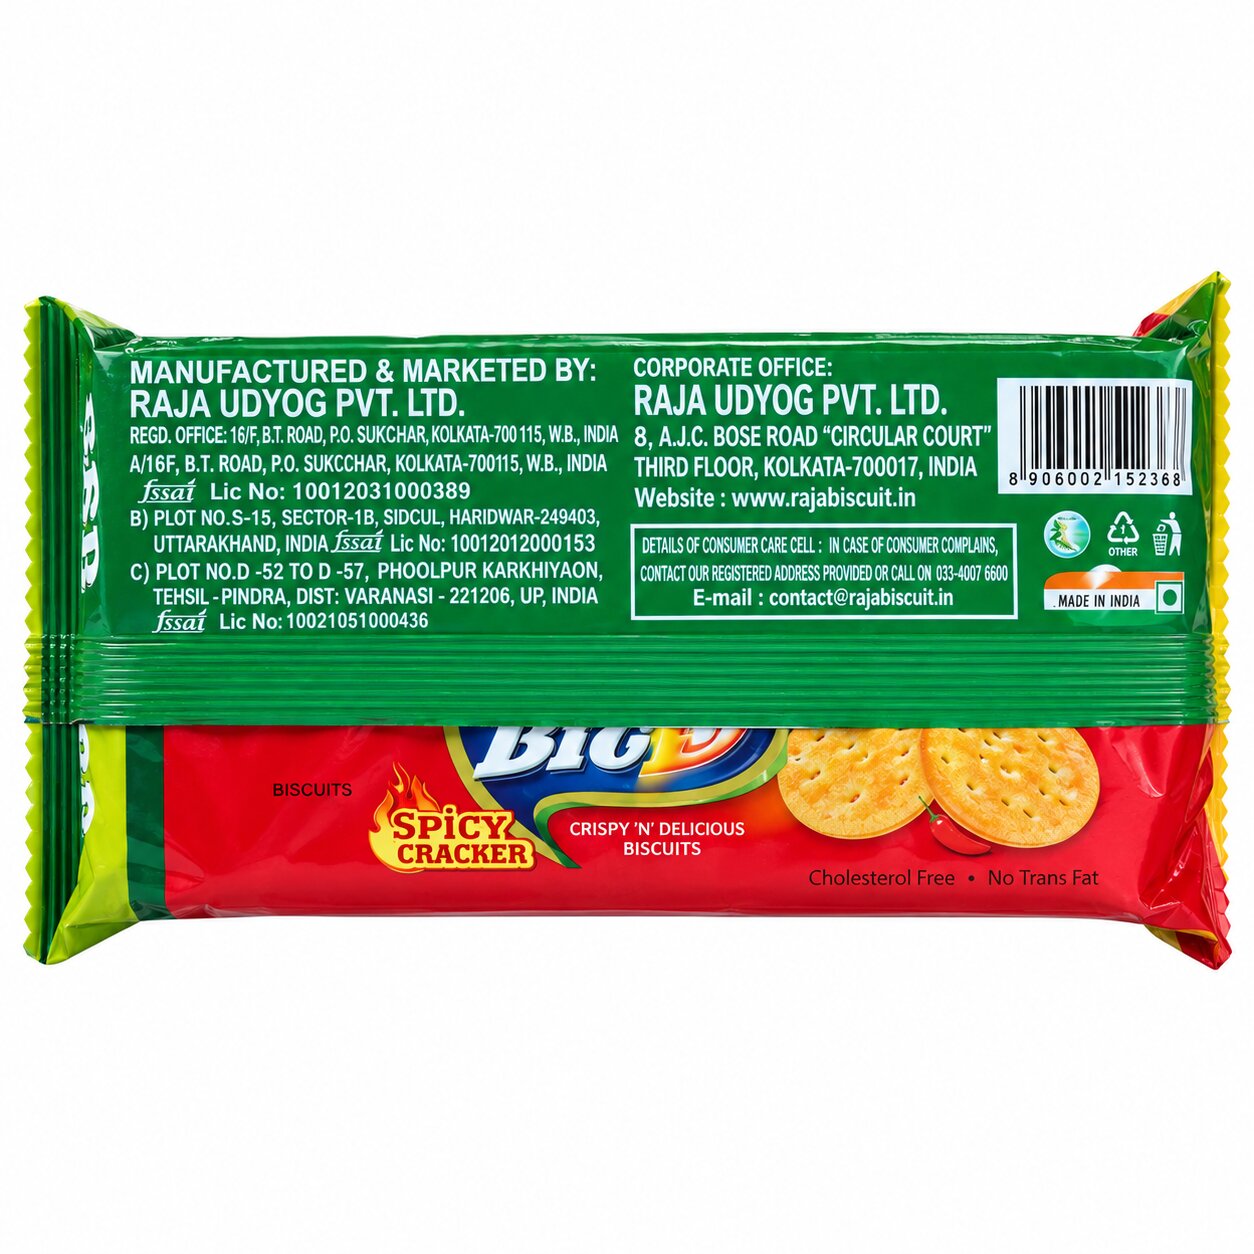 MANUFACTURED & MARKETED BY:
RAJA UDYOG PVT. LTD.
REGD. OFFICE: 16/F, B.T. ROAD, P.O. SUKCHAR, KOLKATA-700 115, W.B., INDIA
A/16F, B.T. ROAD, P.O. SUKCCHAR, KOLKATA-700115, W.B., INDIA
fssai Lic No: 10012031000389
B) PLOT NO.S-15, SECTOR-1B, SIDCUL, HARIDWAR-249403,
UTTARAKHAND, INDIA fssai Lic No: 10012012000153
C) PLOT NO.D -52 TO D -57, PHOOLPUR KARKHIYAON,
TEHSIL - PINDRA, DIST: VARANASI - 221206, UP, INDIA
fssai Lic No: 10021051000436
CORPORATE OFFICE:
RAJA UDYOG PVT. LTD.
8, A.J.C. BOSE ROAD “CIRCULAR COURT”
THIRD FLOOR, KOLKATA-700017, INDIA
Website : www.rajabiscuit.in
DETAILS OF CONSUMER CARE CELL : IN CASE OF CONSUMER COMPLAINS,
CONTACT OUR REGISTERED ADDRESS PROVIDED OR CALL ON 033-4007 6600
E-mail : contact@rajabiscuit.in
8 906002 152368
OTHER
MADE IN INDIA
BIG
BISCUITS
SPiCY
CRACKER
CRISPY 'N' DELICIOUS
BISCUITS
Cholesterol Free • No Trans Fat